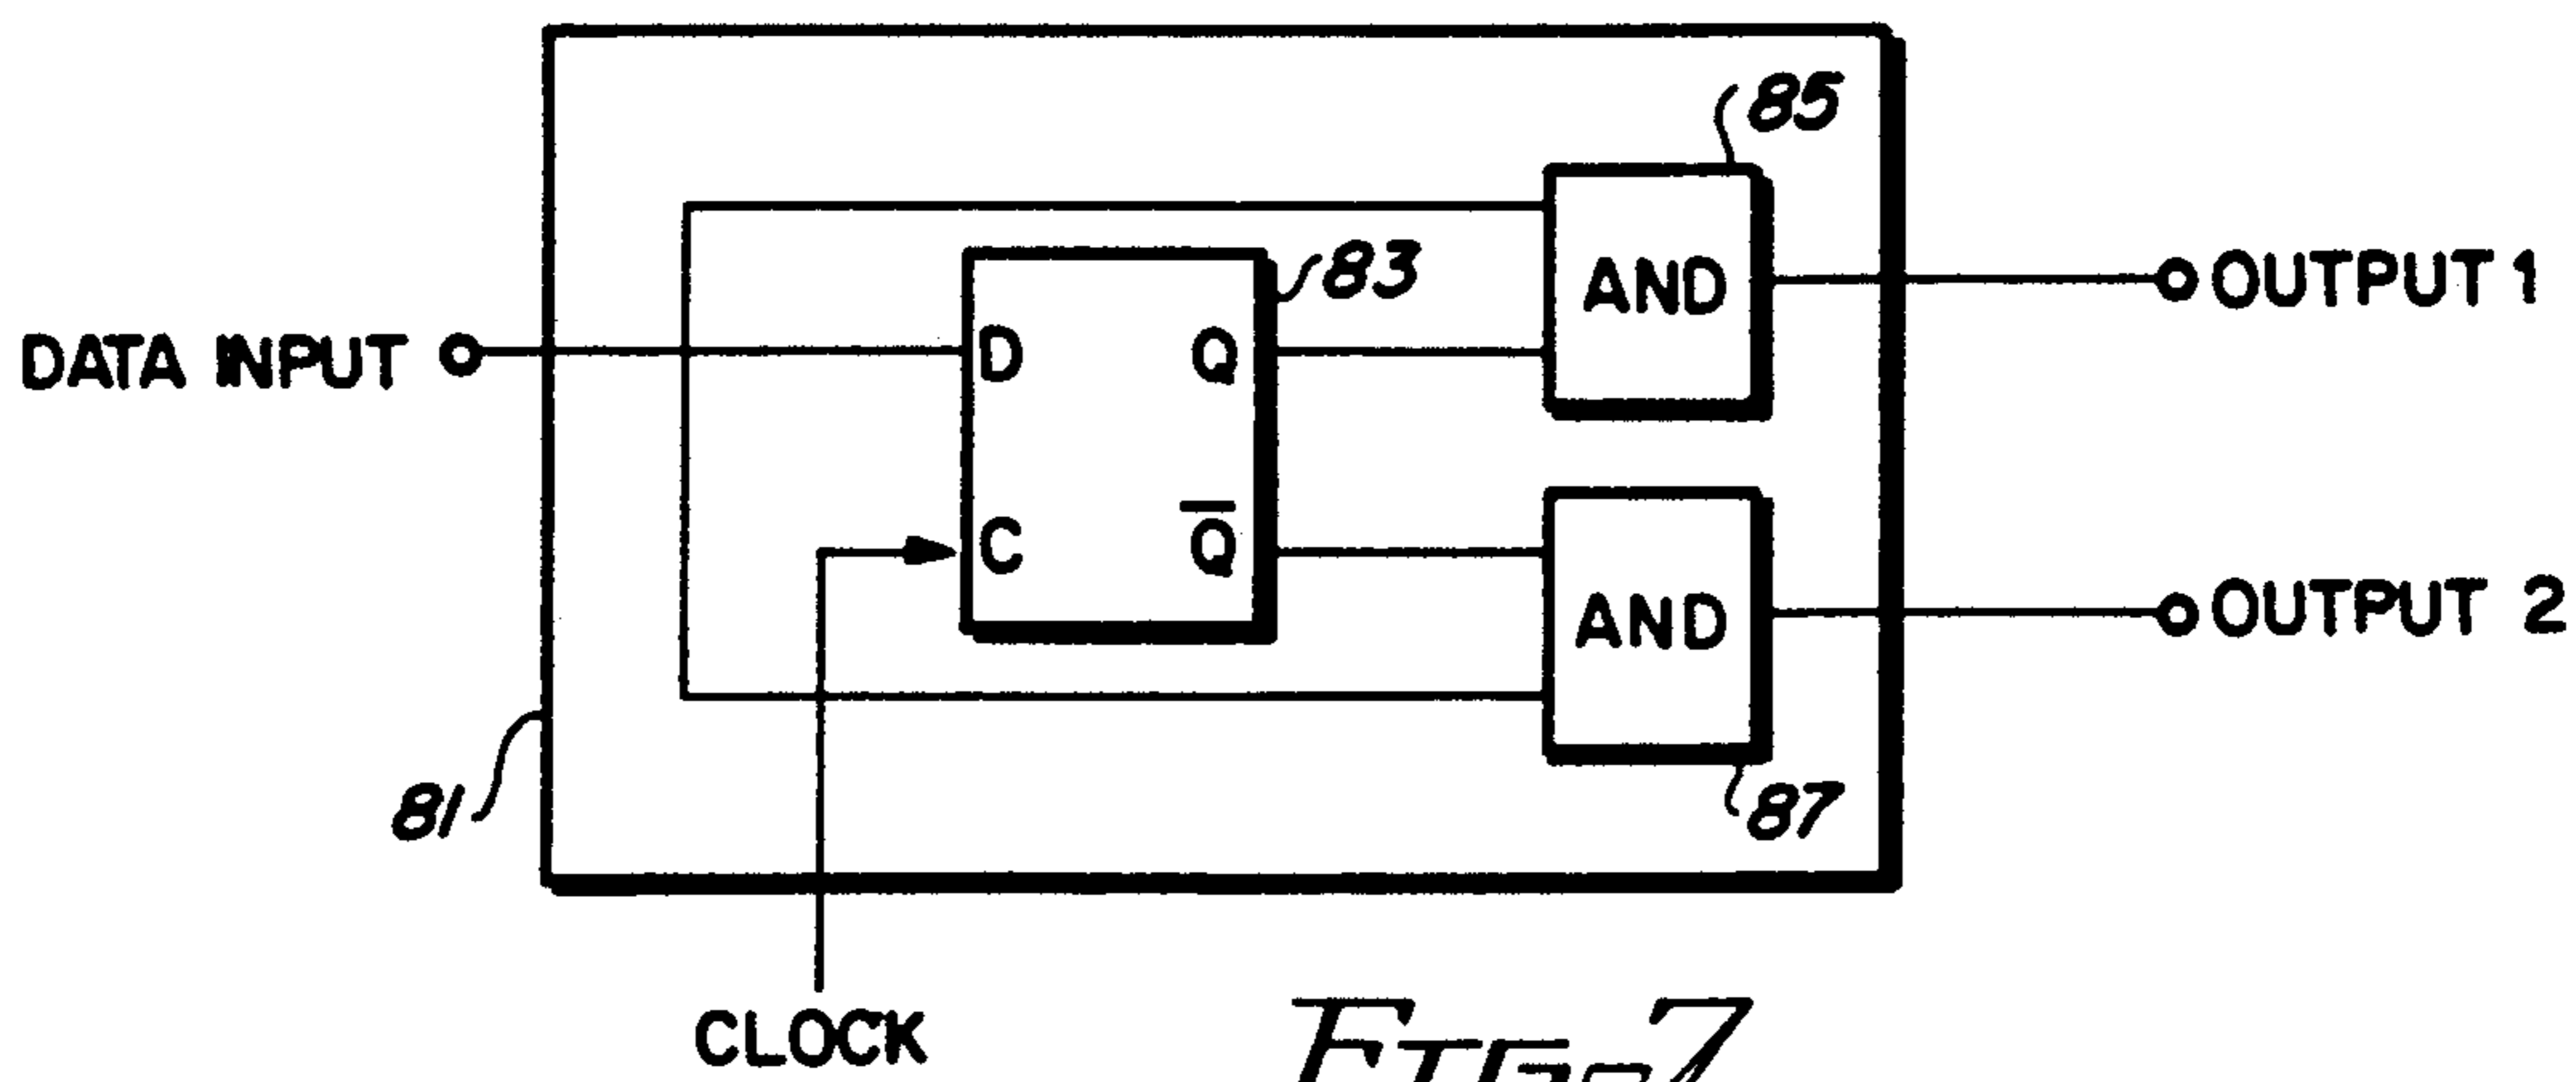 85
83
AND
OUTPUT 1
DATA INPUT
D
Q
C
Q̅
AND
OUTPUT 2
81
87
CLOCK
FIG. 7